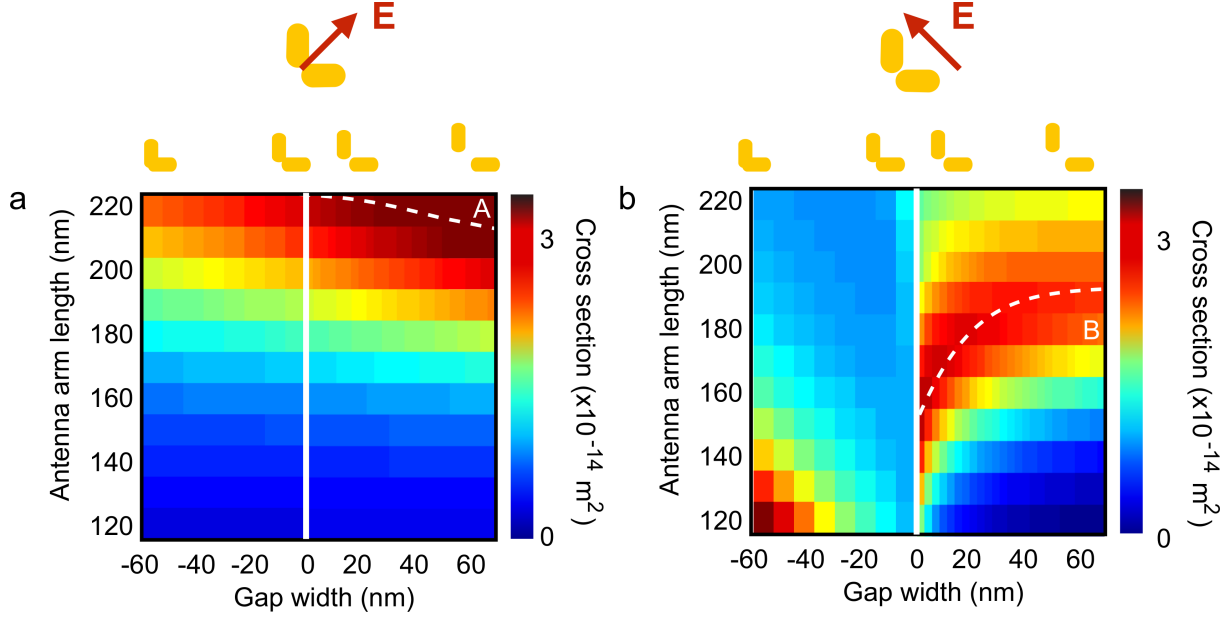 E
E
a
b
220
200
180
160
140
120
Antenna arm length (nm)
-60
-40
-20
0
20
40
60
Gap width (nm)
A
3
0
Cross section (x10⁻¹⁴ m²)
220
200
180
160
140
120
Antenna arm length (nm)
-60
-40
-20
0
20
40
60
Gap width (nm)
B
3
0
Cross section (x10⁻¹⁴ m²)